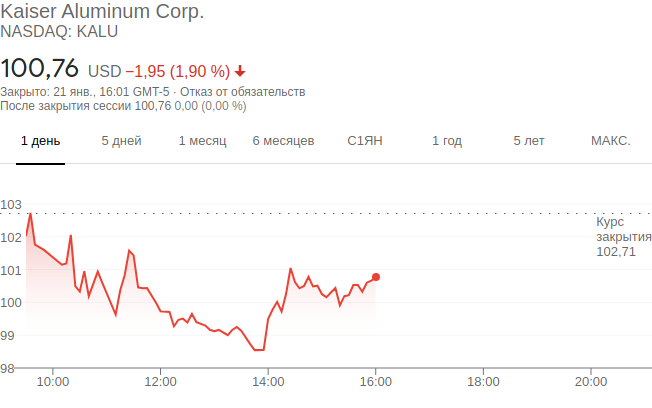 Kaiser Aluminum Corp.
NASDAQ: KALU
100,76 USD −1,95 (1,90 %)
Закрыто: 21 янв., 16:01 GMT-5 · Отказ от обязательств
После закрытия сессии 100,76 0,00 (0,00 %)
1 день 5 дней 1 месяц 6 месяцев С1ЯН 1 год 5 лет МАКС.
103
Курс
закрытия
102,71
102
101
100
99
98
10:00 12:00 14:00 16:00 18:00 20:00